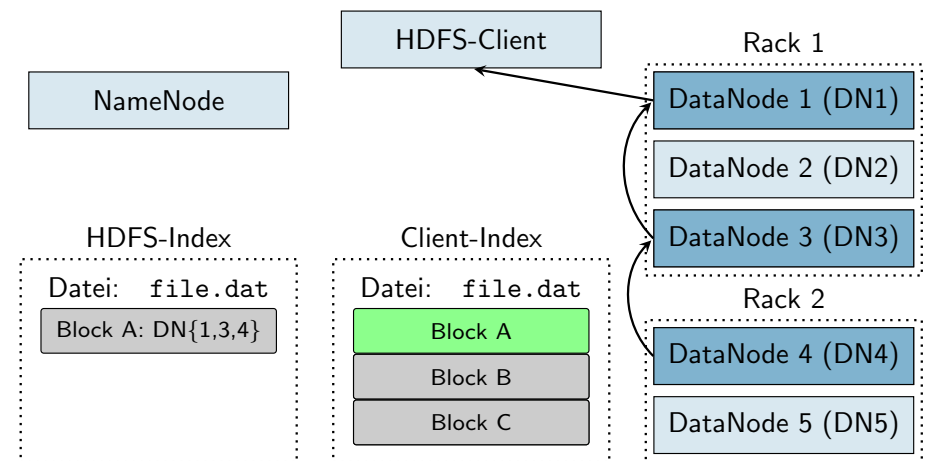 HDFS-Client
NameNode
Rack 1
DataNode 1 (DN1)
DataNode 2 (DN2)
DataNode 3 (DN3)
HDFS-Index
Datei: file.dat
Block A: DN{1,3,4}
Client-Index
Datei: file.dat
Block A
Block B
Block C
Rack 2
DataNode 4 (DN4)
DataNode 5 (DN5)